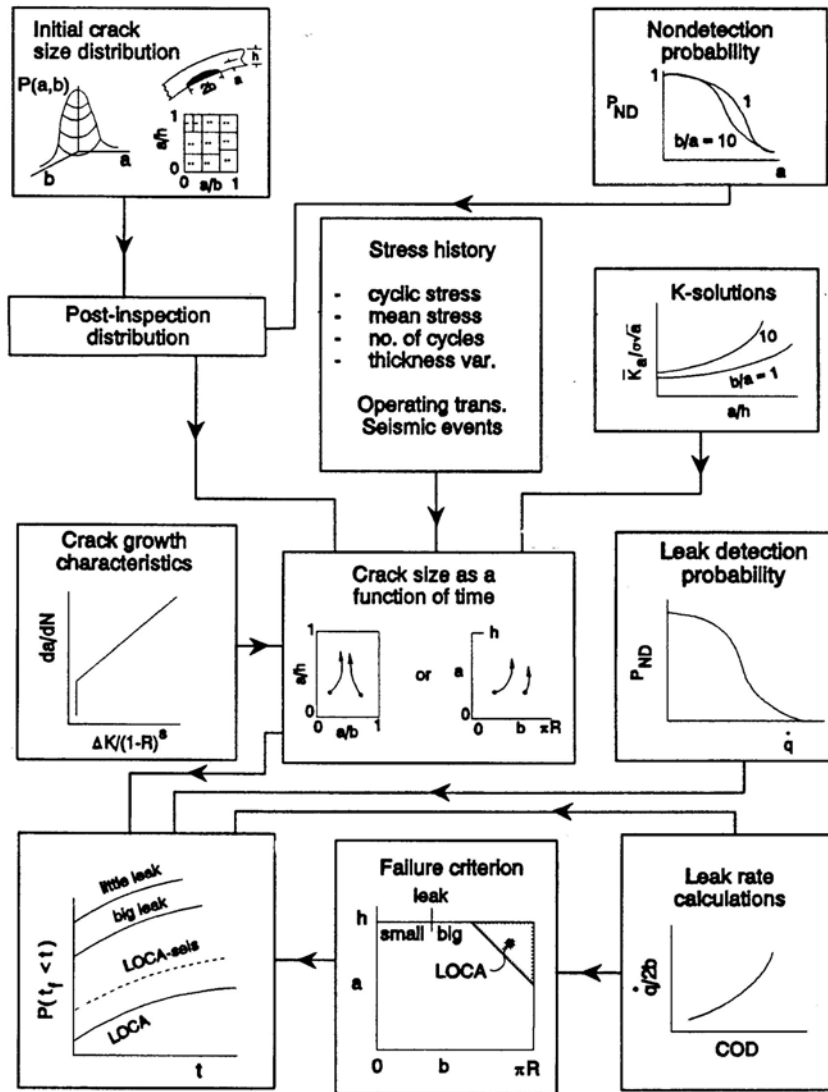 Initial crack
size distribution
P(a,b)
h
2b
a
b
a
1
a/h
0
0
a/b
1
Nondetection
probability
1
P_ND
1
b/a = 10
a
Stress history
- cyclic stress
- mean stress
- no. of cycles
- thickness var.
Operating trans.
Seismic events
Post-inspection
distribution
K-solutions
K̅_a/σ√a
10
b/a = 1
a/h
Crack growth
characteristics
da/dN
ΔK/(1-R)^a
Crack size as a
function of time
1
a/h
0
0
a/b
1
or
h
a
0
0
b
πR
Leak detection
probability
P_ND
q̇
little leak
big leak
LOCA-seis
LOCA
P(t_f < t)
t
Failure criterion
leak
h
small
big
LOCA
a
0
b
πR
Leak rate
calculations
q̇/2b
COD